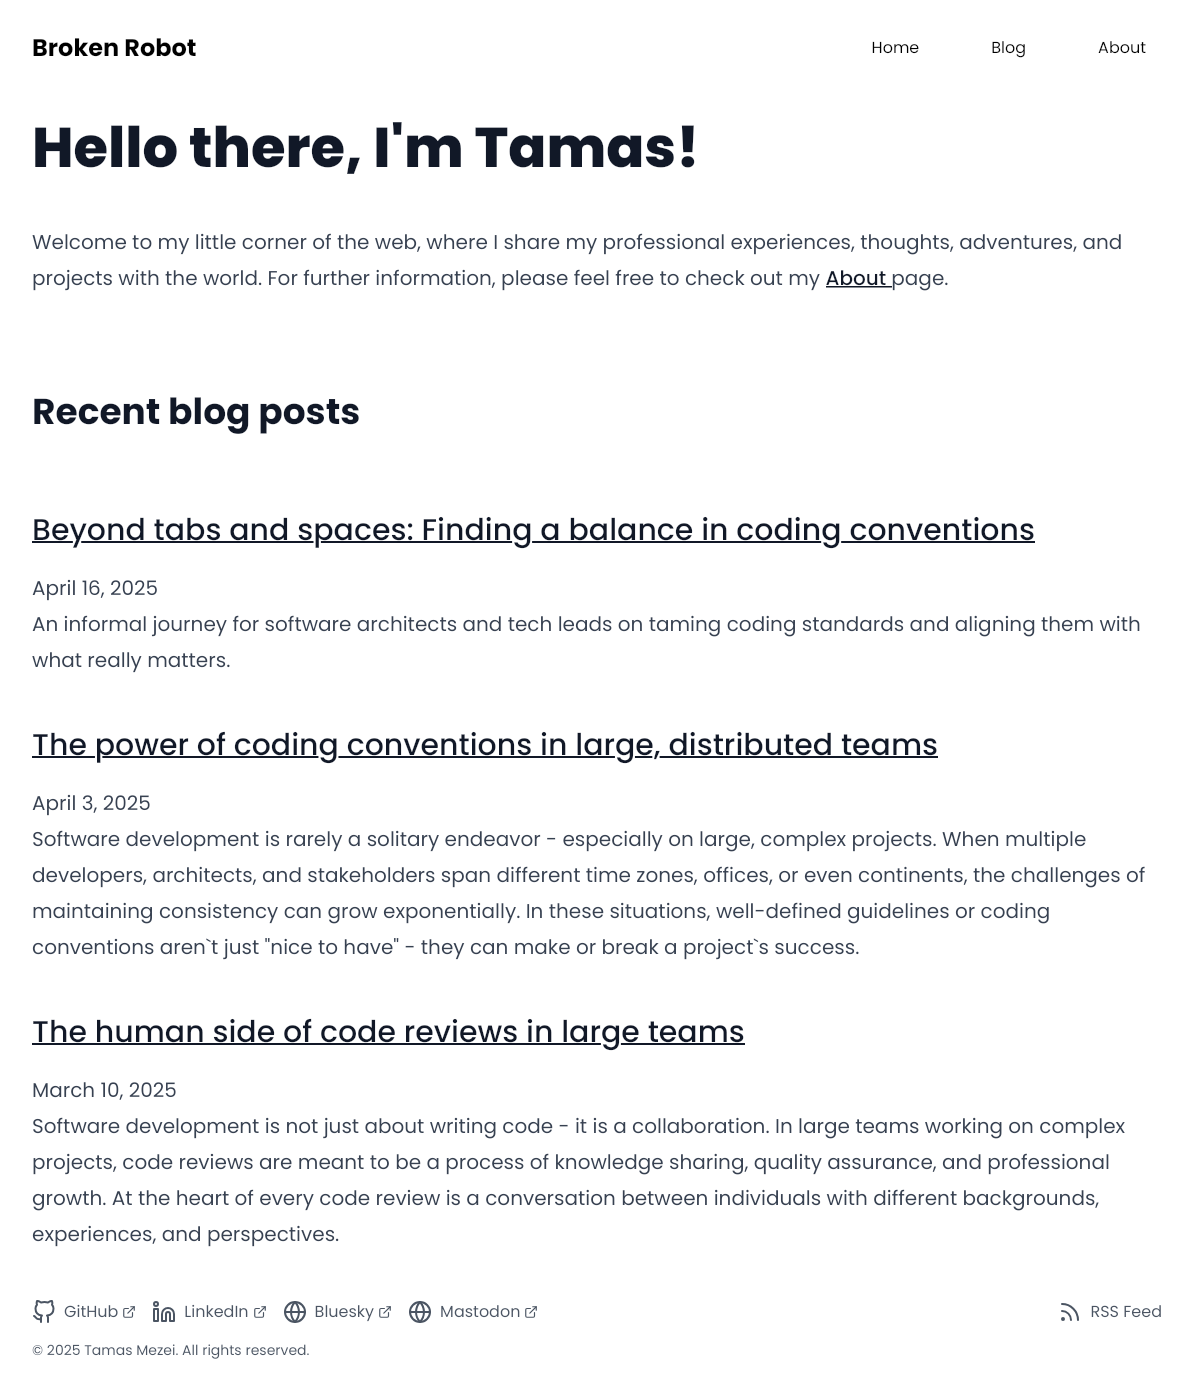 Broken Robot
Home
Blog
About
Hello there, I'm Tamas!
Welcome to my little corner of the web, where I share my professional experiences, thoughts, adventures, and
projects with the world. For further information, please feel free to check out my About page.
Recent blog posts
Beyond tabs and spaces: Finding a balance in coding conventions
April 16, 2025
An informal journey for software architects and tech leads on taming coding standards and aligning them with
what really matters.
The power of coding conventions in large, distributed teams
April 3, 2025
Software development is rarely a solitary endeavor - especially on large, complex projects. When multiple
developers, architects, and stakeholders span different time zones, offices, or even continents, the challenges of
maintaining consistency can grow exponentially. In these situations, well-defined guidelines or coding
conventions aren`t just "nice to have" - they can make or break a project`s success.
The human side of code reviews in large teams
March 10, 2025
Software development is not just about writing code - it is a collaboration. In large teams working on complex
projects, code reviews are meant to be a process of knowledge sharing, quality assurance, and professional
growth. At the heart of every code review is a conversation between individuals with different backgrounds,
experiences, and perspectives.
GitHub
LinkedIn
Bluesky
Mastodon
RSS Feed
© 2025 Tamas Mezei. All rights reserved.